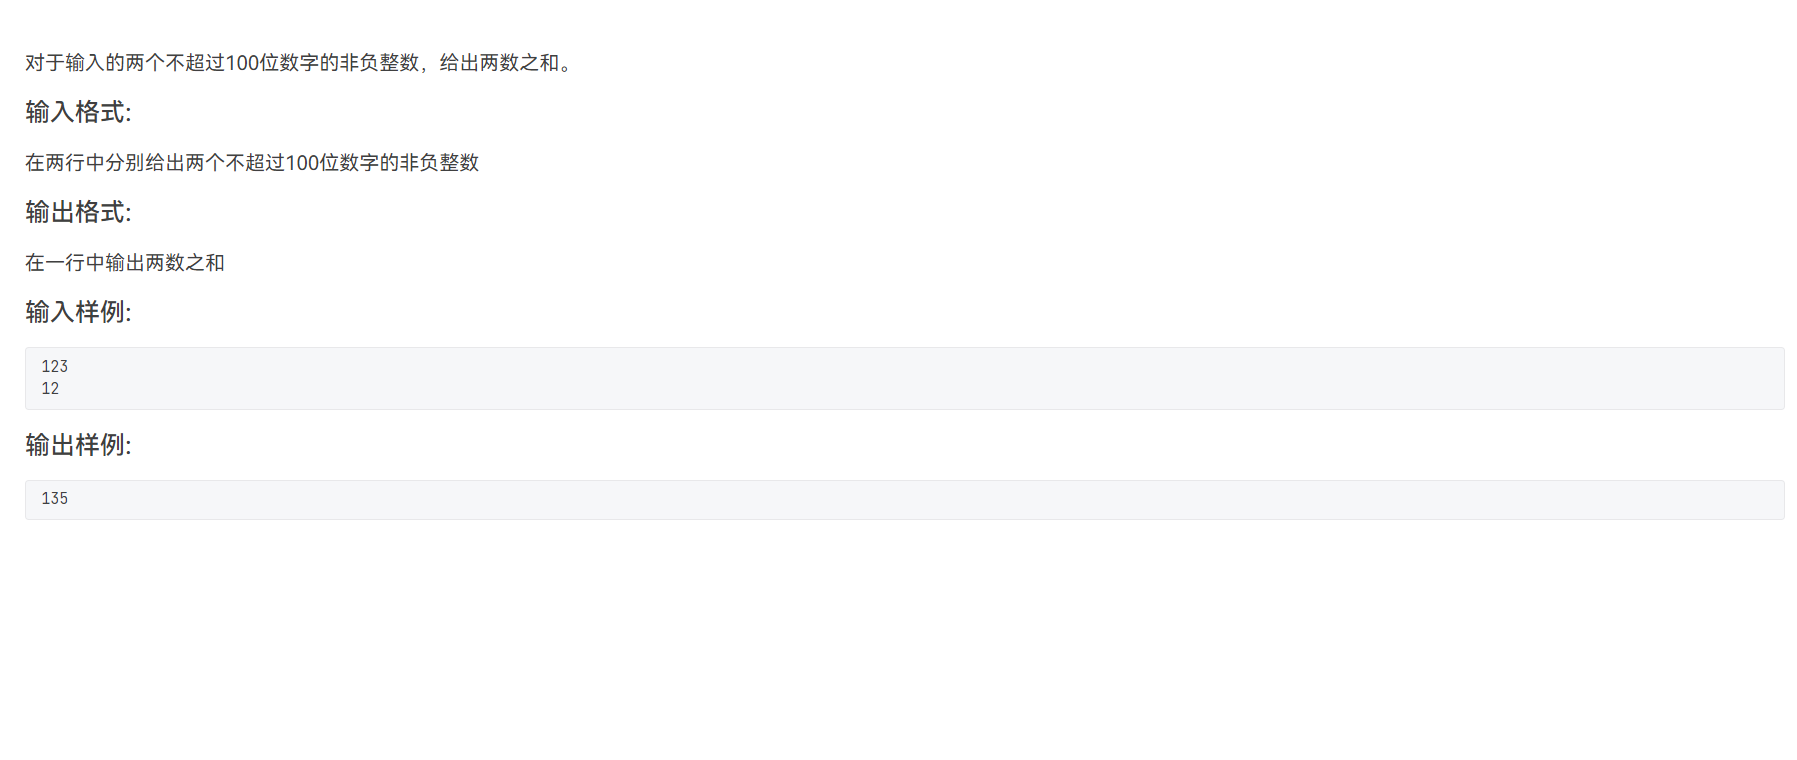 对于输入的两个不超过100位数字的非负整数，给出两数之和。
输入格式:
在两行中分别给出两个不超过100位数字的非负整数
输出格式:
在一行中输出两数之和
输入样例:
123
12
输出样例:
135